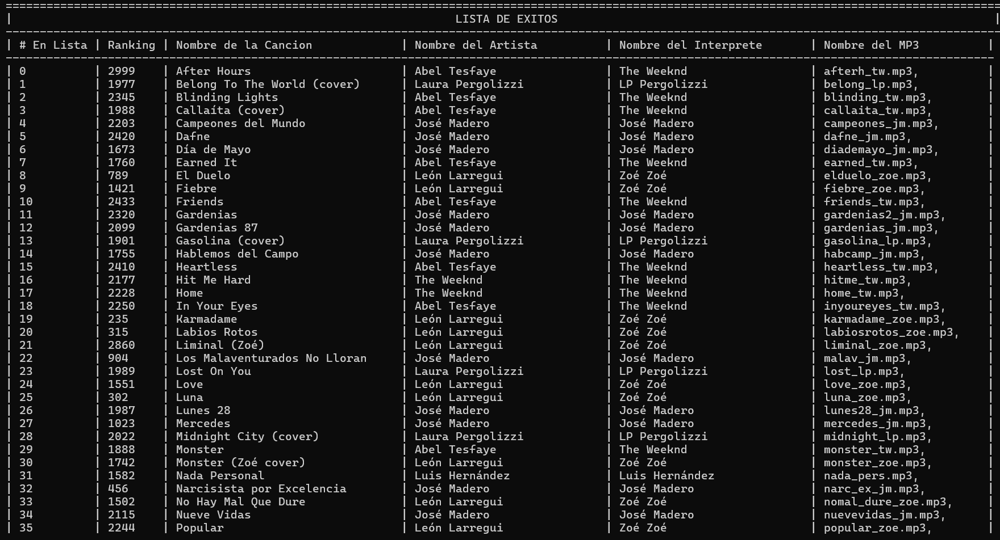 LISTA DE EXITOS
| # En Lista | Ranking | Nombre de la Cancion | Nombre del Artista | Nombre del Interprete | Nombre del MP3 |
| 0 | 2999 | After Hours | Abel Tesfaye | The Weeknd | afterh_tw.mp3, |
| 1 | 1977 | Belong To The World (cover) | Laura Pergolizzi | LP Pergolizzi | belong_lp.mp3, |
| 2 | 2345 | Blinding Lights | Abel Tesfaye | The Weeknd | blinding_tw.mp3, |
| 3 | 1988 | Callaíta (cover) | Abel Tesfaye | The Weeknd | callaita_tw.mp3, |
| 4 | 2203 | Campeones del Mundo | José Madero | José Madero | campeones_jm.mp3, |
| 5 | 2420 | Dafne | José Madero | José Madero | dafne_jm.mp3, |
| 6 | 1673 | Día de Mayo | José Madero | José Madero | diademayo_jm.mp3, |
| 7 | 1760 | Earned It | Abel Tesfaye | The Weeknd | earned_tw.mp3, |
| 8 | 789 | El Duelo | León Larregui | Zoé Zoé | elduelo_zoe.mp3, |
| 9 | 1421 | Fiebre | León Larregui | Zoé Zoé | fiebre_zoe.mp3, |
| 10 | 2433 | Friends | Abel Tesfaye | The Weeknd | friends_tw.mp3, |
| 11 | 2320 | Gardenias | José Madero | José Madero | gardenias2_jm.mp3, |
| 12 | 2099 | Gardenias 87 | José Madero | José Madero | gardenias_jm.mp3, |
| 13 | 1901 | Gasolina (cover) | Laura Pergolizzi | LP Pergolizzi | gasolina_lp.mp3, |
| 14 | 1755 | Hablemos del Campo | José Madero | José Madero | habcamp_jm.mp3, |
| 15 | 2410 | Heartless | Abel Tesfaye | The Weeknd | heartless_tw.mp3, |
| 16 | 2177 | Hit Me Hard | The Weeknd | The Weeknd | hitme_tw.mp3, |
| 17 | 2228 | Home | The Weeknd | The Weeknd | home_tw.mp3, |
| 18 | 2250 | In Your Eyes | Abel Tesfaye | The Weeknd | inyoureyes_tw.mp3, |
| 19 | 235 | Karmadame | León Larregui | Zoé Zoé | karmadame_zoe.mp3, |
| 20 | 315 | Labios Rotos | León Larregui | Zoé Zoé | labiosrotos_zoe.mp3, |
| 21 | 2860 | Liminal (Zoé) | León Larregui | Zoé Zoé | liminal_zoe.mp3, |
| 22 | 904 | Los Malaventurados No Lloran | José Madero | José Madero | malav_jm.mp3, |
| 23 | 1989 | Lost On You | Laura Pergolizzi | LP Pergolizzi | lost_lp.mp3, |
| 24 | 1551 | Love | León Larregui | Zoé Zoé | love_zoe.mp3, |
| 25 | 302 | Luna | León Larregui | Zoé Zoé | luna_zoe.mp3, |
| 26 | 1987 | Lunes 28 | José Madero | José Madero | lunes28_jm.mp3, |
| 27 | 1023 | Mercedes | José Madero | José Madero | mercedes_jm.mp3, |
| 28 | 2022 | Midnight City (cover) | Laura Pergolizzi | LP Pergolizzi | midnight_lp.mp3, |
| 29 | 1888 | Monster | Abel Tesfaye | The Weeknd | monster_tw.mp3, |
| 30 | 1742 | Monster (Zoé cover) | León Larregui | Zoé Zoé | monster_zoe.mp3, |
| 31 | 1582 | Nada Personal | Luis Hernández | Luis Hernández | nada_pers.mp3, |
| 32 | 456 | Narcisista por Excelencia | José Madero | José Madero | narc_ex_jm.mp3, |
| 33 | 1502 | No Hay Mal Que Dure | León Larregui | Zoé Zoé | nomal_dure_zoe.mp3, |
| 34 | 2115 | Nueve Vidas | José Madero | José Madero | nuevevidas_jm.mp3, |
| 35 | 2244 | Popular | León Larregui | Zoé Zoé | popular_zoe.mp3, |